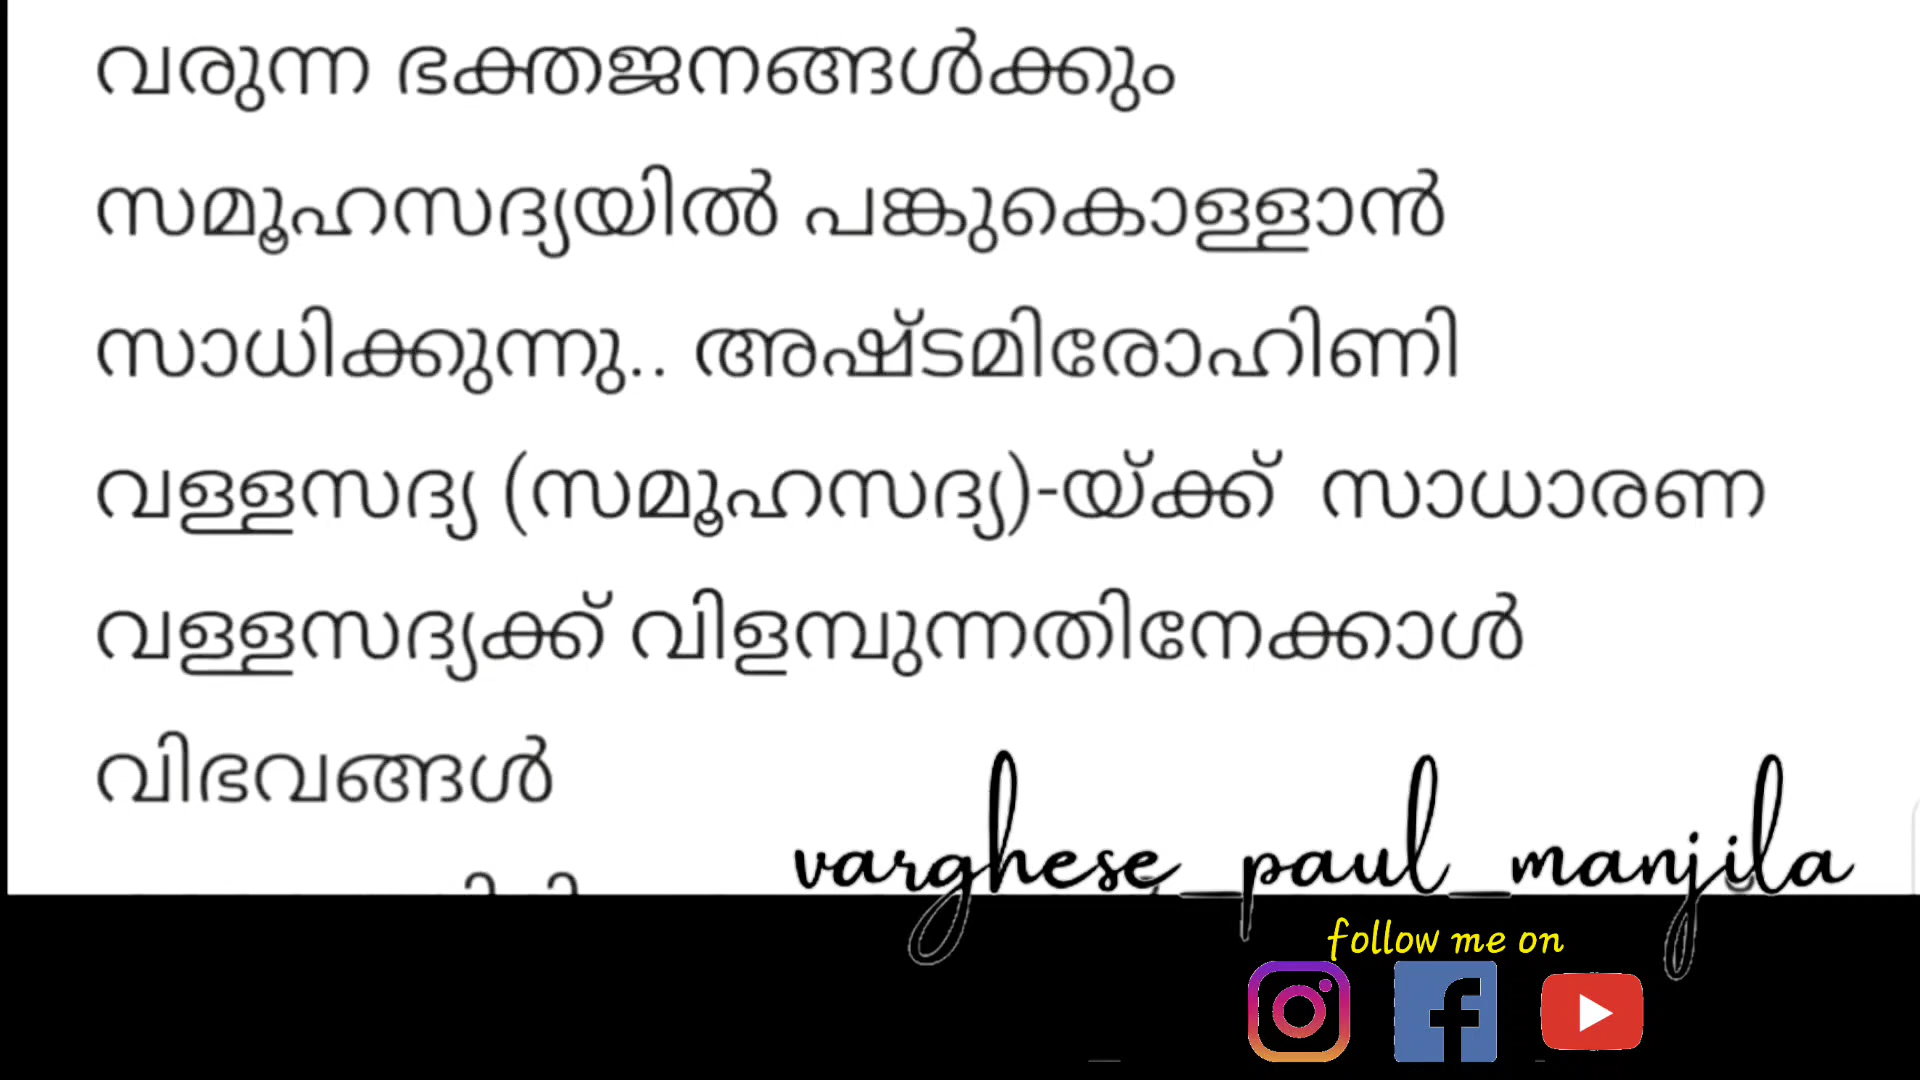 വരുന്ന ഭക്തജനങ്ങൾക്കും
സമൂഹസദ്യയിൽ പങ്കുകൊള്ളാൻ
സാധിക്കുന്നു.. അഷ്ടമിരോഹിണി
വള്ളസദ്യ (സമൂഹസദ്യ)-യ്ക്ക് സാധാരണ
വള്ളസദ്യക്ക് വിളമ്പുന്നതിനേക്കാൾ
വിഭവങ്ങൾ
varghese_paul_manjila
follow me on